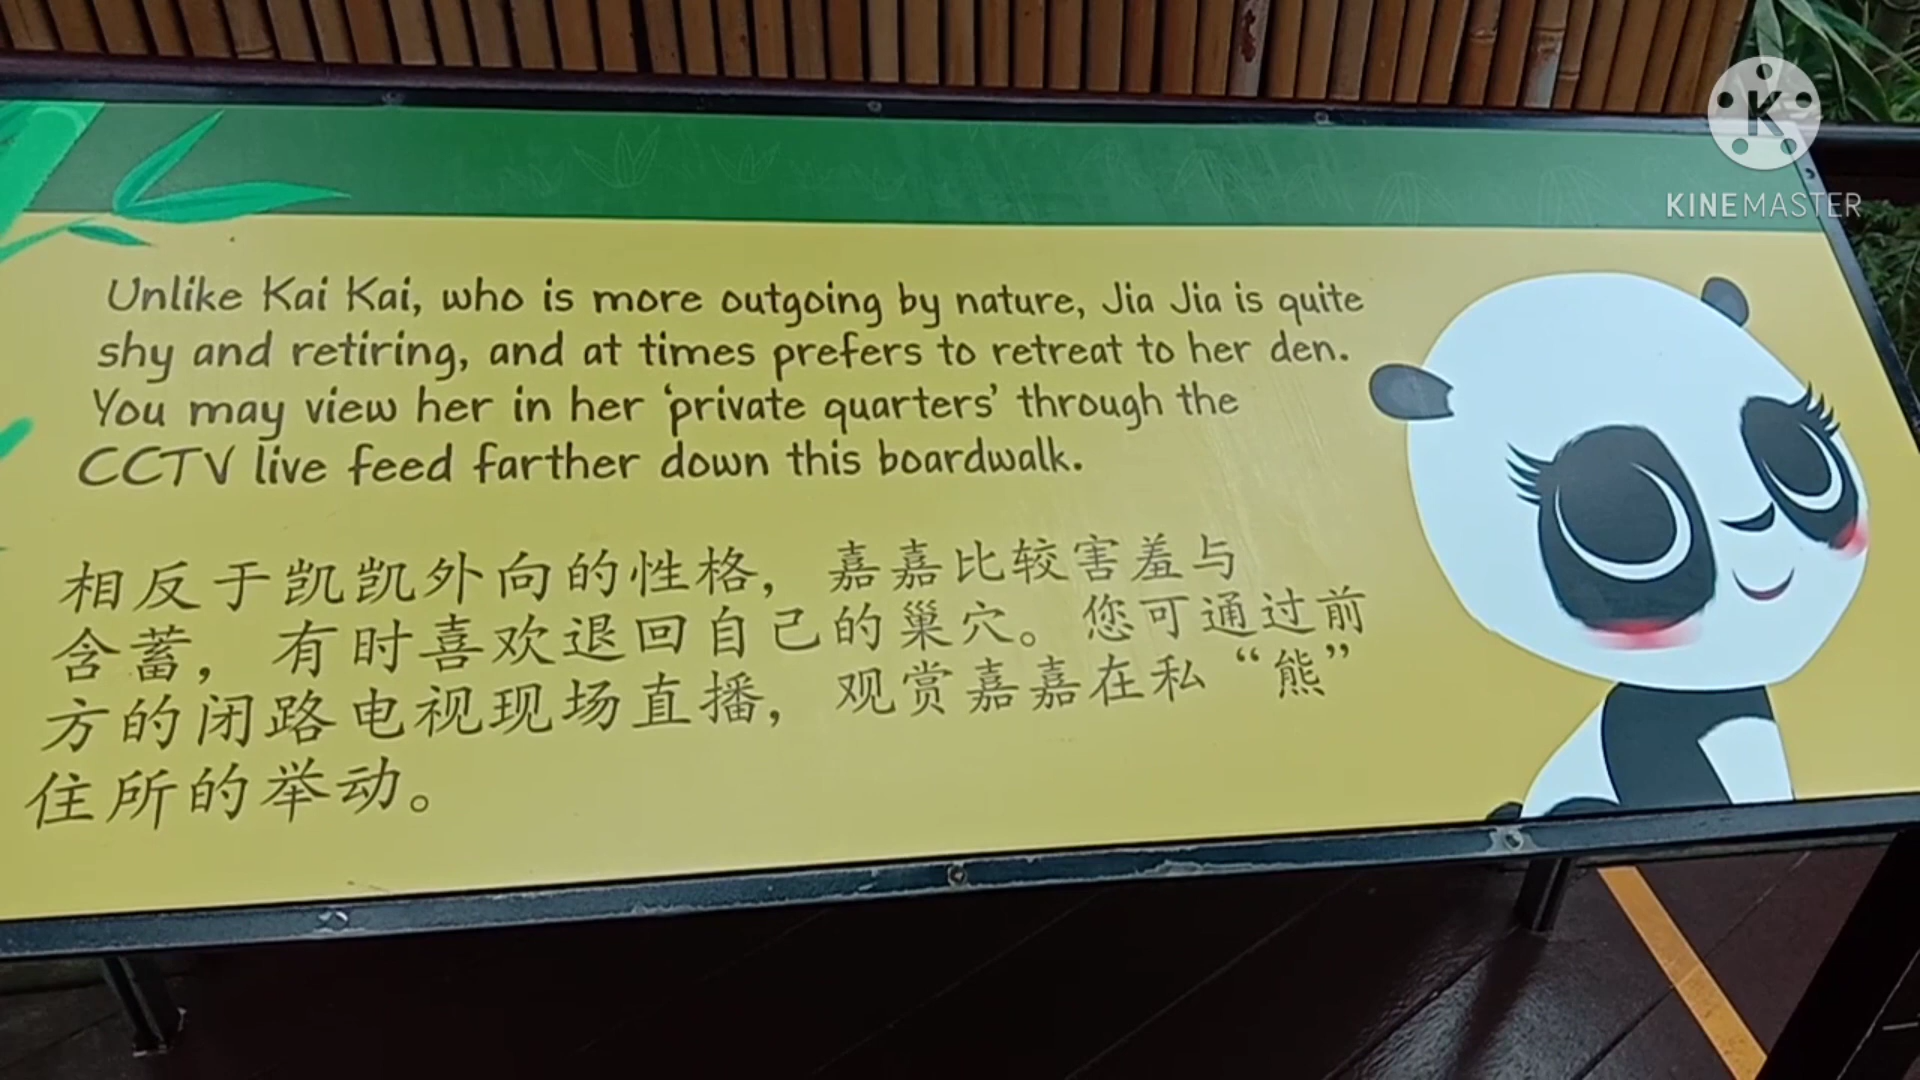 K
KINEMASTER
Unlike Kai Kai, who is more outgoing by nature, Jia Jia is quite
shy and retiring, and at times prefers to retreat to her den.
You may view her in her ‘private quarters’ through the
CCTV live feed farther down this boardwalk.
相反于凯凯外向的性格，嘉嘉比较害羞与
含蓄，有时喜欢退回自己的巢穴。您可通过前
方的闭路电视现场直播，观赏嘉嘉在私“熊”
住所的举动。